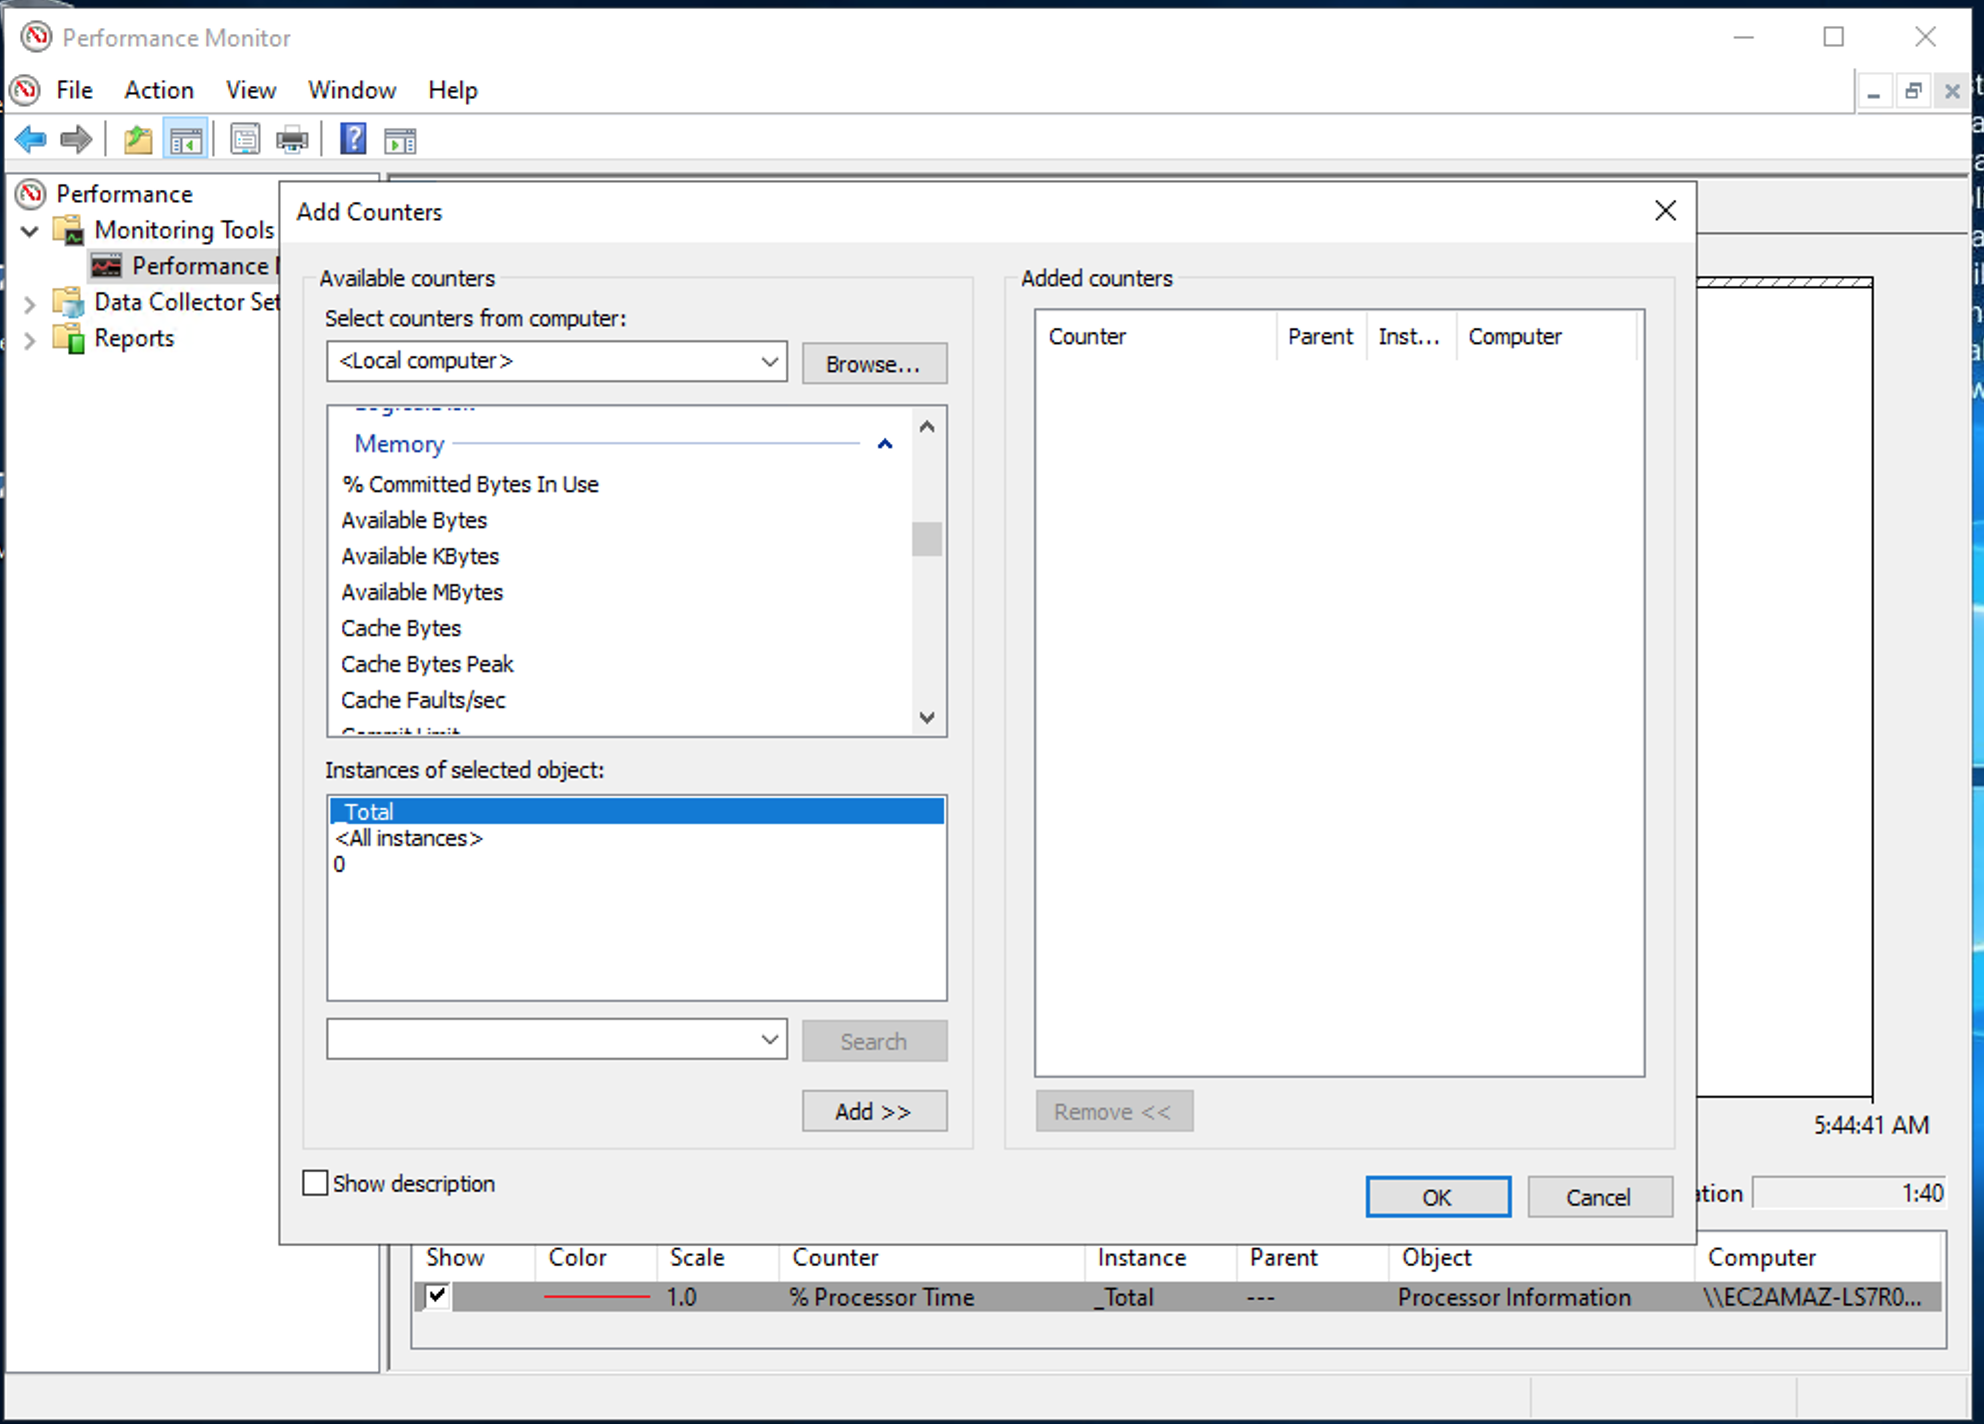 Performance Monitor
File Action View Window Help
Performance
Monitoring Tools
Performance
Data Collector Set
Reports
Add Counters
Available counters
Select counters from computer:
<Local computer>
Browse...
Memory
% Committed Bytes In Use
Available Bytes
Available KBytes
Available MBytes
Cache Bytes
Cache Bytes Peak
Cache Faults/sec
Commit Limit
Instances of selected object:
_Total
<All instances>
0
Search
Add >>
Show description
Added counters
Counter Parent Inst... Computer
Remove <<
OK Cancel
5:44:41 AM
ation 1:40
Show Color Scale Counter Instance Parent Object Computer
1.0 % Processor Time _Total --- Processor Information \\EC2AMAZ-LS7R0...